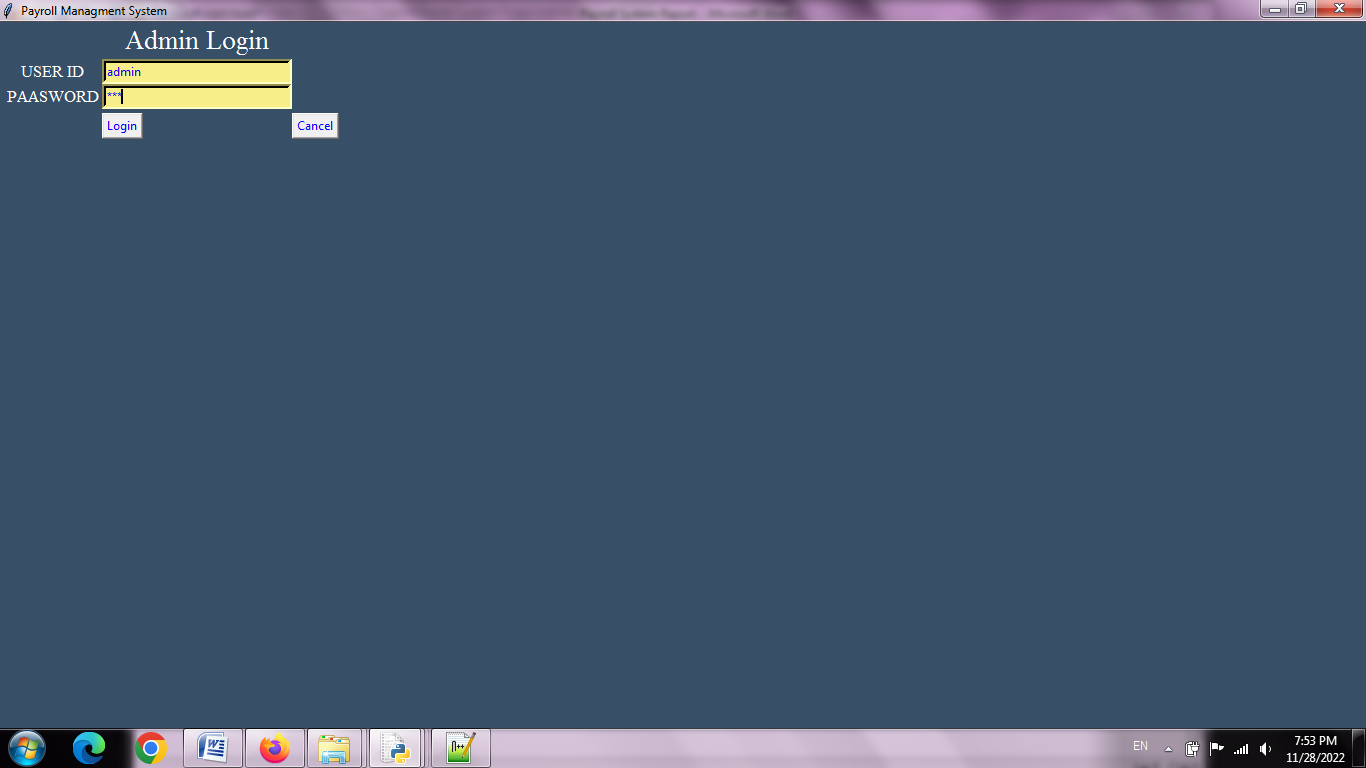 Payroll Managment System
Admin Login
USER ID admin
PAASWORD ***
Login Cancel
EN
7:53 PM
11/28/2022